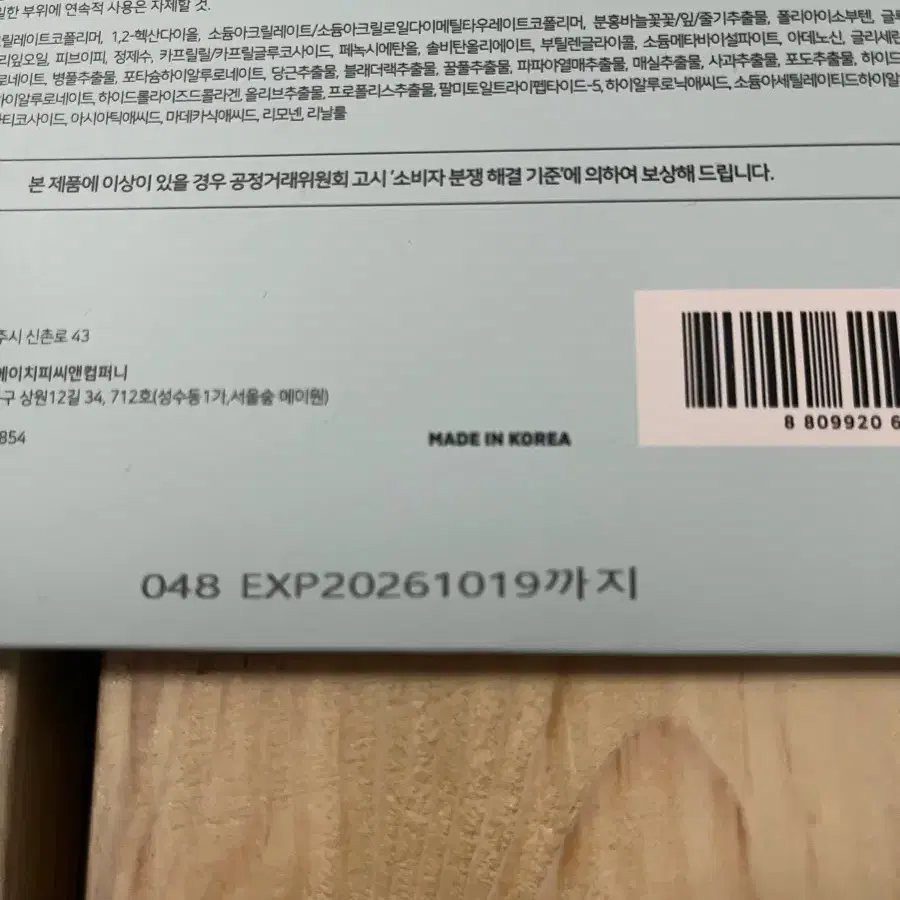 일한 부위에 연속적 사용은 자제할 것.
릴레이트코폴리머, 1,2-헥산다이올, 소듐아크릴레이트/소듐아크릴로일다이메틸타우레이트코폴리머, 분홍바늘꽃꽃/잎/줄기추출물, 폴리아이소부텐, 글루
리잎오일, 피브이피, 정제수, 카프릴릴/카프릴글루코사이드, 페녹시에탄올, 솔비탄올리에이트, 부틸렌글라이콜, 소듐메타바이설파이트, 아데노신, 글리세린
로네이트, 병풀추출물, 포타슘하이알루로네이트, 당근추출물, 블래더랙추출물, 꿀풀추출물, 파파야열매추출물, 매실추출물, 사과추출물, 포도추출물, 하이드
하이알루로네이트, 하이드롤라이즈드콜라겐, 올리브추출물, 프로폴리스추출물, 팔미토일트라이펩타이드-5, 하이알루로닉애씨드, 소듐아세틸레이티드하이알
티코사이드, 아시아틱애씨드, 마데카식애씨드, 리모넨, 리날룰
본 제품에 이상이 있을 경우 공정거래위원회 고시 '소비자 분쟁 해결 기준'에 의하여 보상해 드립니다.
주시 신촌로 43
에이치피씨앤컴퍼니
구 상원12길 34, 712호(성수동1가,서울숲 에이원)
854
MADE IN KOREA
8 809920 6
048 EXP20261019까지